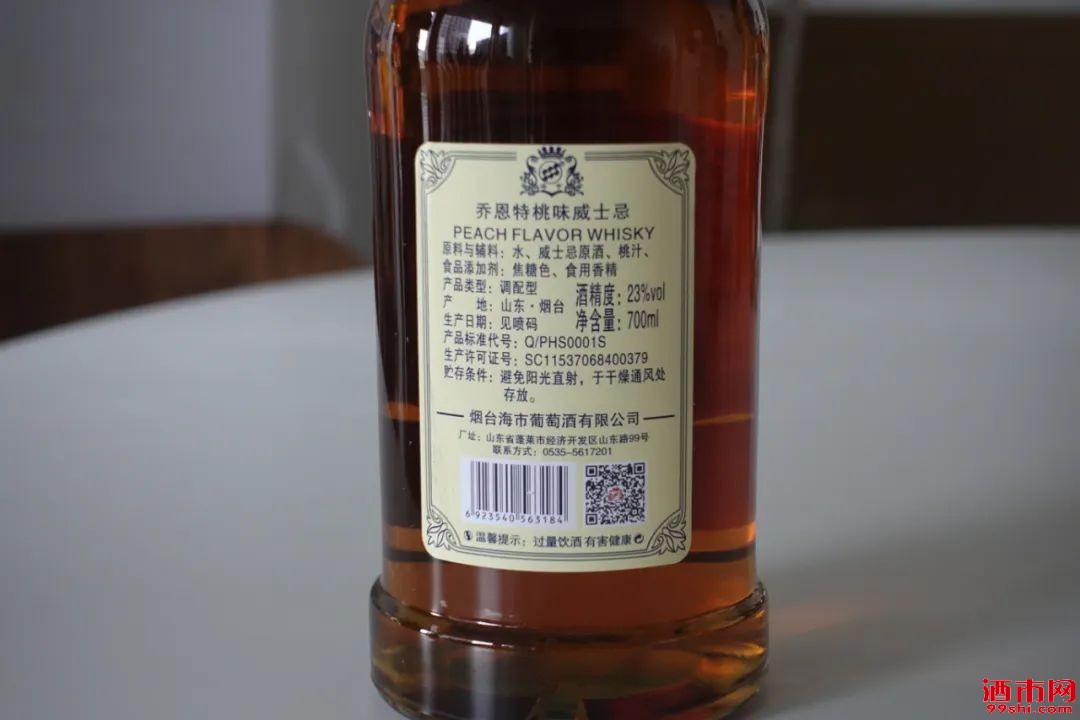 乔恩特桃味威士忌
PEACH FLAVOR WHISKY
原料与辅料：水、威士忌原酒、桃汁、
食品添加剂：焦糖色、食用香精
产品类型：调配型
酒精度：23%vol
产 地：山东·烟台
净含量：700ml
生产日期：见喷码
产品标准代号：Q/PHS0001S
生产许可证号：SC11537068400379
贮存条件：避免阳光直射，于干燥通风处
存放。
烟台海市葡萄酒有限公司
厂址：山东省蓬莱市经济开发区山东路99号
联系方式：0535-5617201
6 923540 563184
温馨提示：过量饮酒有害健康
酒市网
99shi.com